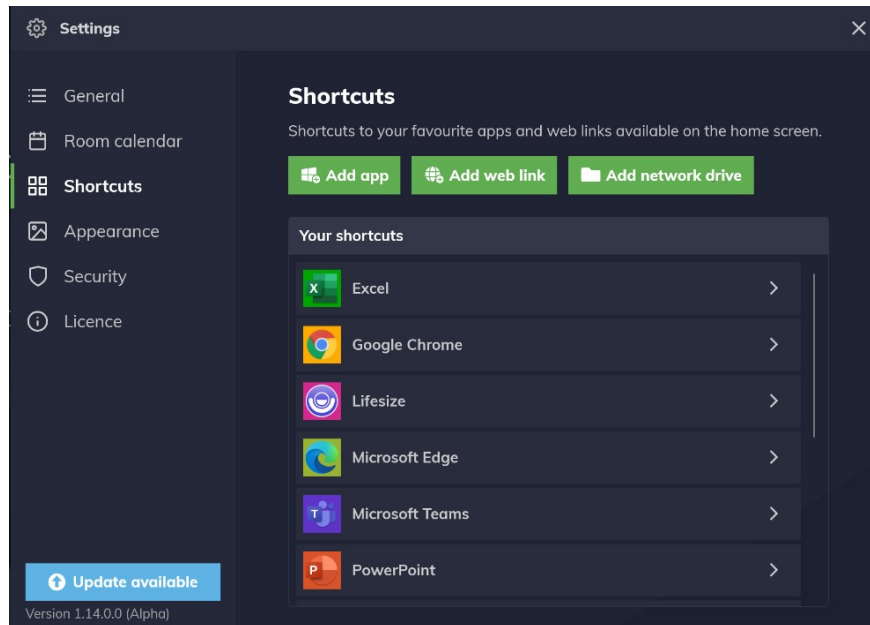 Settings
General
Room calendar
Shortcuts
Appearance
Security
Licence
Update available
Version 1.14.0.0 (Alpha)
Shortcuts
Shortcuts to your favourite apps and web links available on the home screen.
Add app
Add web link
Add network drive
Your shortcuts
Excel
Google Chrome
Lifesize
Microsoft Edge
Microsoft Teams
PowerPoint